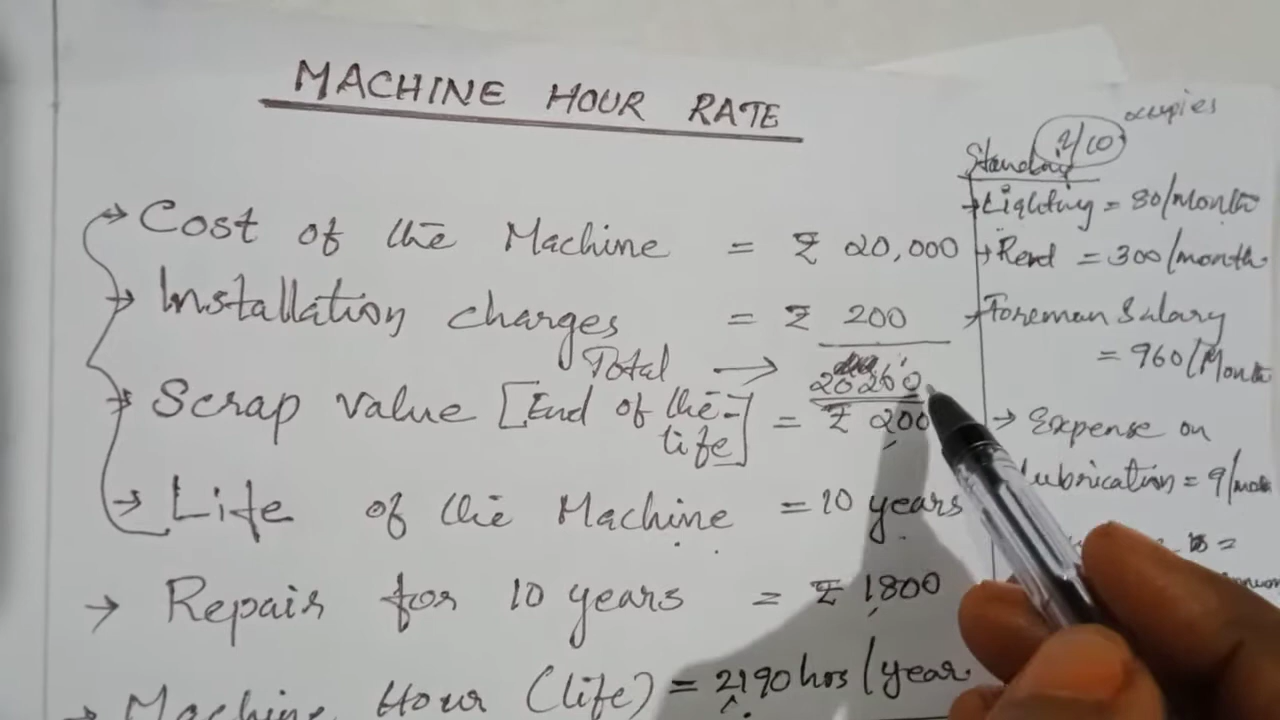 MACHINE HOUR RATE
→ Cost of the Machine = ₹ 20,000
→ Installation charges = ₹ 200
Total → 20200
→ Scrap value [End of the life] = ₹ 200
→ Life of the Machine = 10 years
→ Repair for 10 years = ₹ 1800
→ Machine Hour (life) = 2190 hrs/year
2/10 occupies
Standing
→ Lighting = 80/month
→ Rent = 300/month
→ Foreman Salary
= 960/Month
→ Expense on
Lubrication = 9/